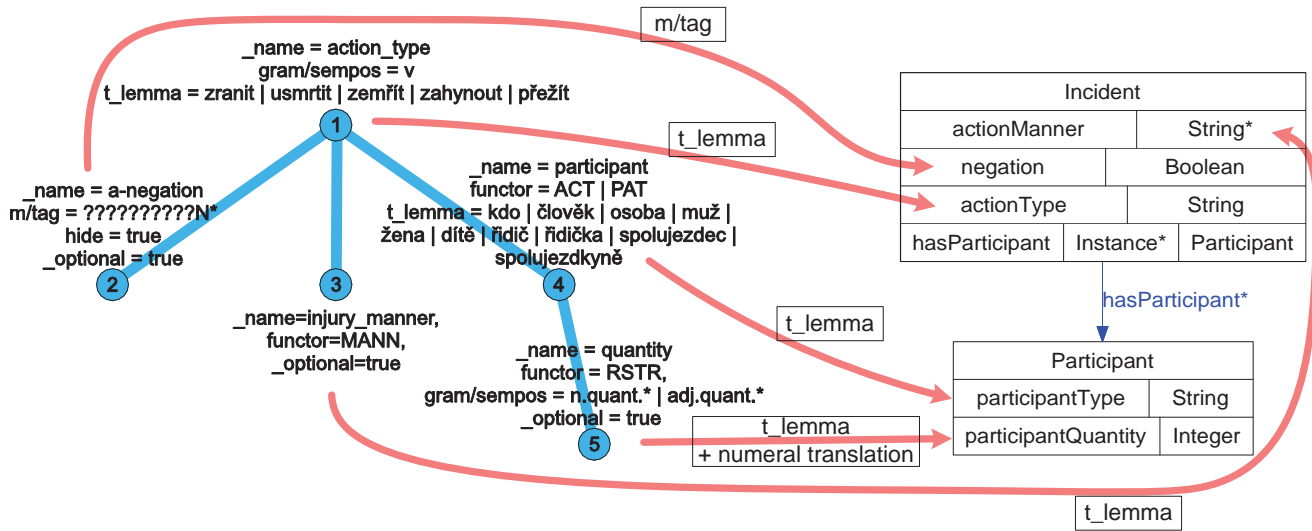 m/tag
_name = action_type
gram/sempos = v
t_lemma = zranit | usmrtit | zemřít | zahynout | přežít
1
t_lemma
_name = a-negation
m/tag = ??????????N*
hide = true
_optional = true
2
_name=injury_manner,
functor=MANN,
_optional=true
3
_name = participant
functor = ACT | PAT
t_lemma = kdo | člověk | osoba | muž |
žena | dítě | řidič | řidička | spolujezdec |
spolujezdkyně
4
t_lemma
_name = quantity
functor = RSTR,
gram/sempos = n.quant.* | adj.quant.*
_optional = true
5
t_lemma
+ numeral translation
Incident
actionManner String*
negation Boolean
actionType String
hasParticipant Instance* Participant
hasParticipant*
Participant
participantType String
participantQuantity Integer
t_lemma